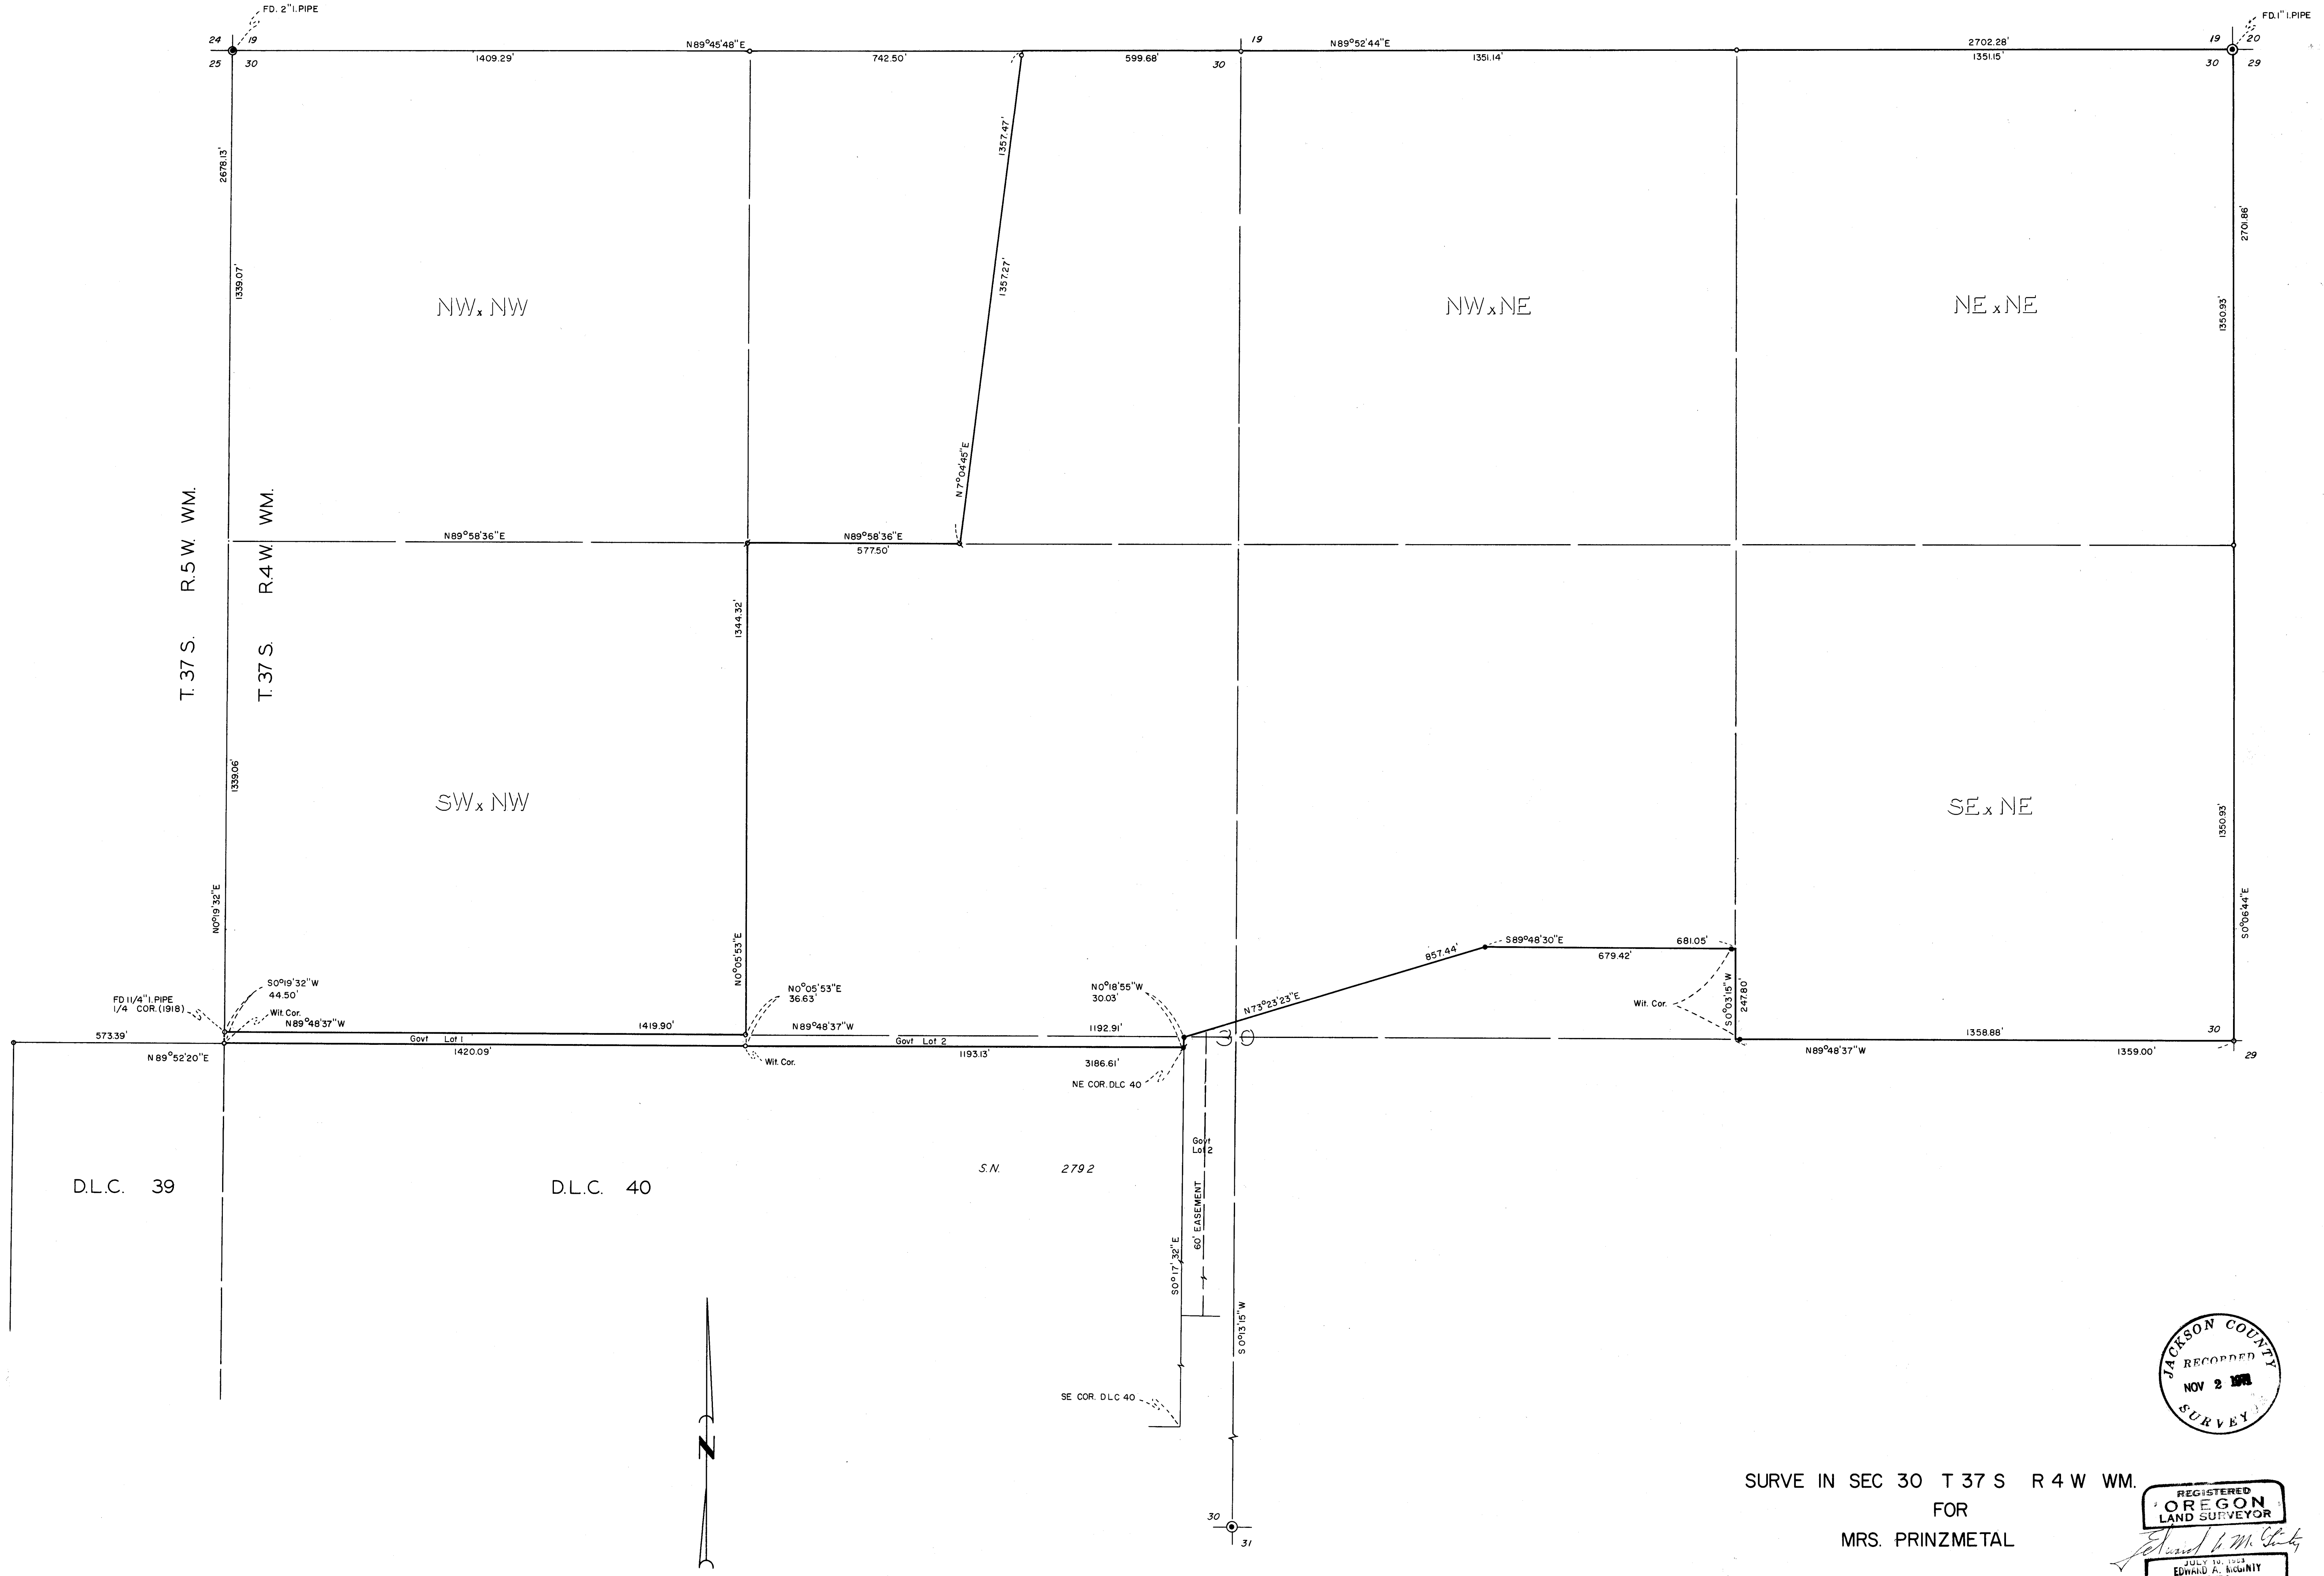 FD. 2" I. PIPE
FD. 1" I. PIPE
24 19
25 30
N89°45'48"E
1409.29'
742.50'
599.68'
19
30
N89°52'44"E
1351.14'
2702.28'
1351.15'
19 20
30 29
2678.13'
1339.07'
1357.47'
1357.27'
N7°04'45"E
2701.86'
1350.93'
NW x NW
NW x NE
NE x NE
T. 37 S. R. 5 W. WM.
T. 37 S. R. 4 W. WM.
N89°58'36"E
N89°58'36"E
577.50'
1344.32'
1339.06'
SW x NW
SE x NE
1350.93'
N0°19'32"E
N0°05'53"E
S0°06'44"E
S89°48'30"E
681.05'
679.42'
857.44'
N73°23'23"E
S0°03'15"W
247.80'
Wit. Cor.
FD 1 1/4" I. PIPE
1/4 COR. (1918)
S0°19'32"W
44.50'
Wit. Cor.
N89°48'37"W
1419.90'
N0°05'53"E
36.63'
N89°48'37"W
N0°18'55"W
30.03'
1192.91'
573.39'
N89°52'20"E
Govt Lot 1
1420.09'
Wit. Cor.
Govt Lot 2
1193.13'
3186.61'
NE COR. DLC 40
30
1358.88'
N89°48'37"W
1359.00'
30
29
D.L.C. 39
D.L.C. 40
S.N. 2792
Govt
Lot 2
60' EASEMENT
S0°17'32"E
S0°13'15"W
SE COR. DLC 40
N
30
31
JACKSON COUNTY
RECORDED
NOV 2
SURVEY
SURVE IN SEC 30 T 37 S R 4 W WM.
FOR
MRS. PRINZMETAL
REGISTERED
OREGON
LAND SURVEYOR
Edward A. McGinty
JULY 10, 1963
EDWARD A. McGINTY